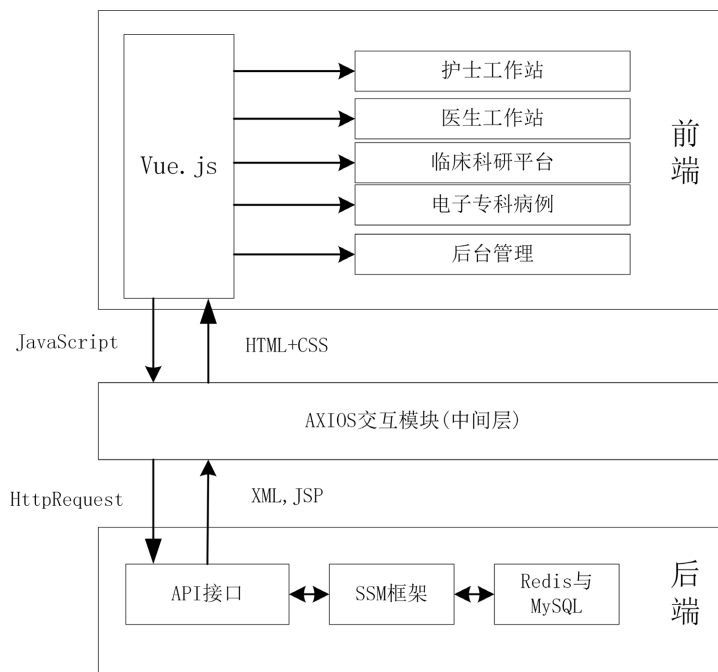 护士工作站
医生工作站
临床科研平台
电子专科病例
后台管理
Vue.js
前端
JavaScript
HTML+CSS
AXIOS交互模块(中间层)
HttpRequest
XML,JSP
API接口
SSM框架
Redis与
MySQL
后端